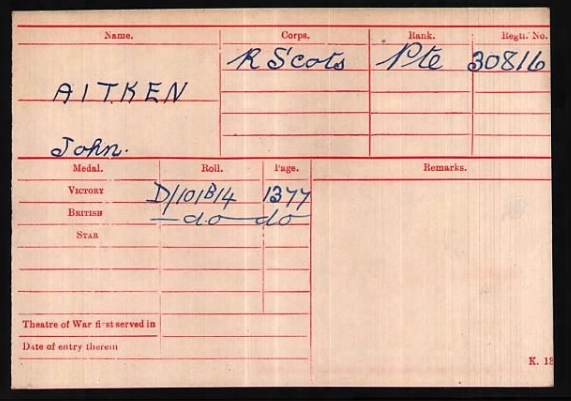 Name. Corps. Rank. Regtl. No.
R Scots Pte 30816
AITKEN
John.
Medal. Roll. Page. Remarks.
VICTORY D/101B14 1377
BRITISH —do— do
STAR
Theatre of War first served in
Date of entry therein
K. 13